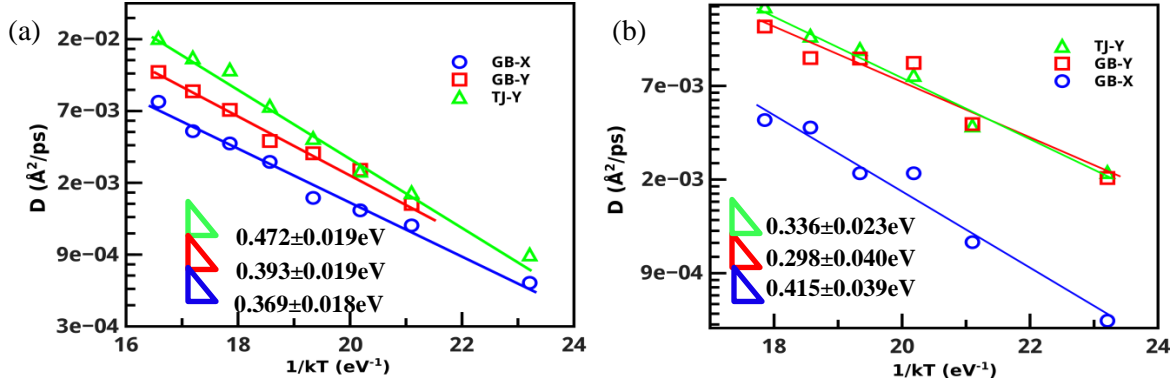 (a)
2e-02
7e-03
2e-03
9e-04
3e-04
D (Å²/ps)
GB-X
GB-Y
TJ-Y
0.472±0.019eV
0.393±0.019eV
0.369±0.018eV
16 18 20 22 24
1/kT (eV⁻¹)
(b)
7e-03
2e-03
9e-04
D (Å²/ps)
TJ-Y
GB-Y
GB-X
0.336±0.023eV
0.298±0.040eV
0.415±0.039eV
18 20 22 24
1/kT (eV⁻¹)